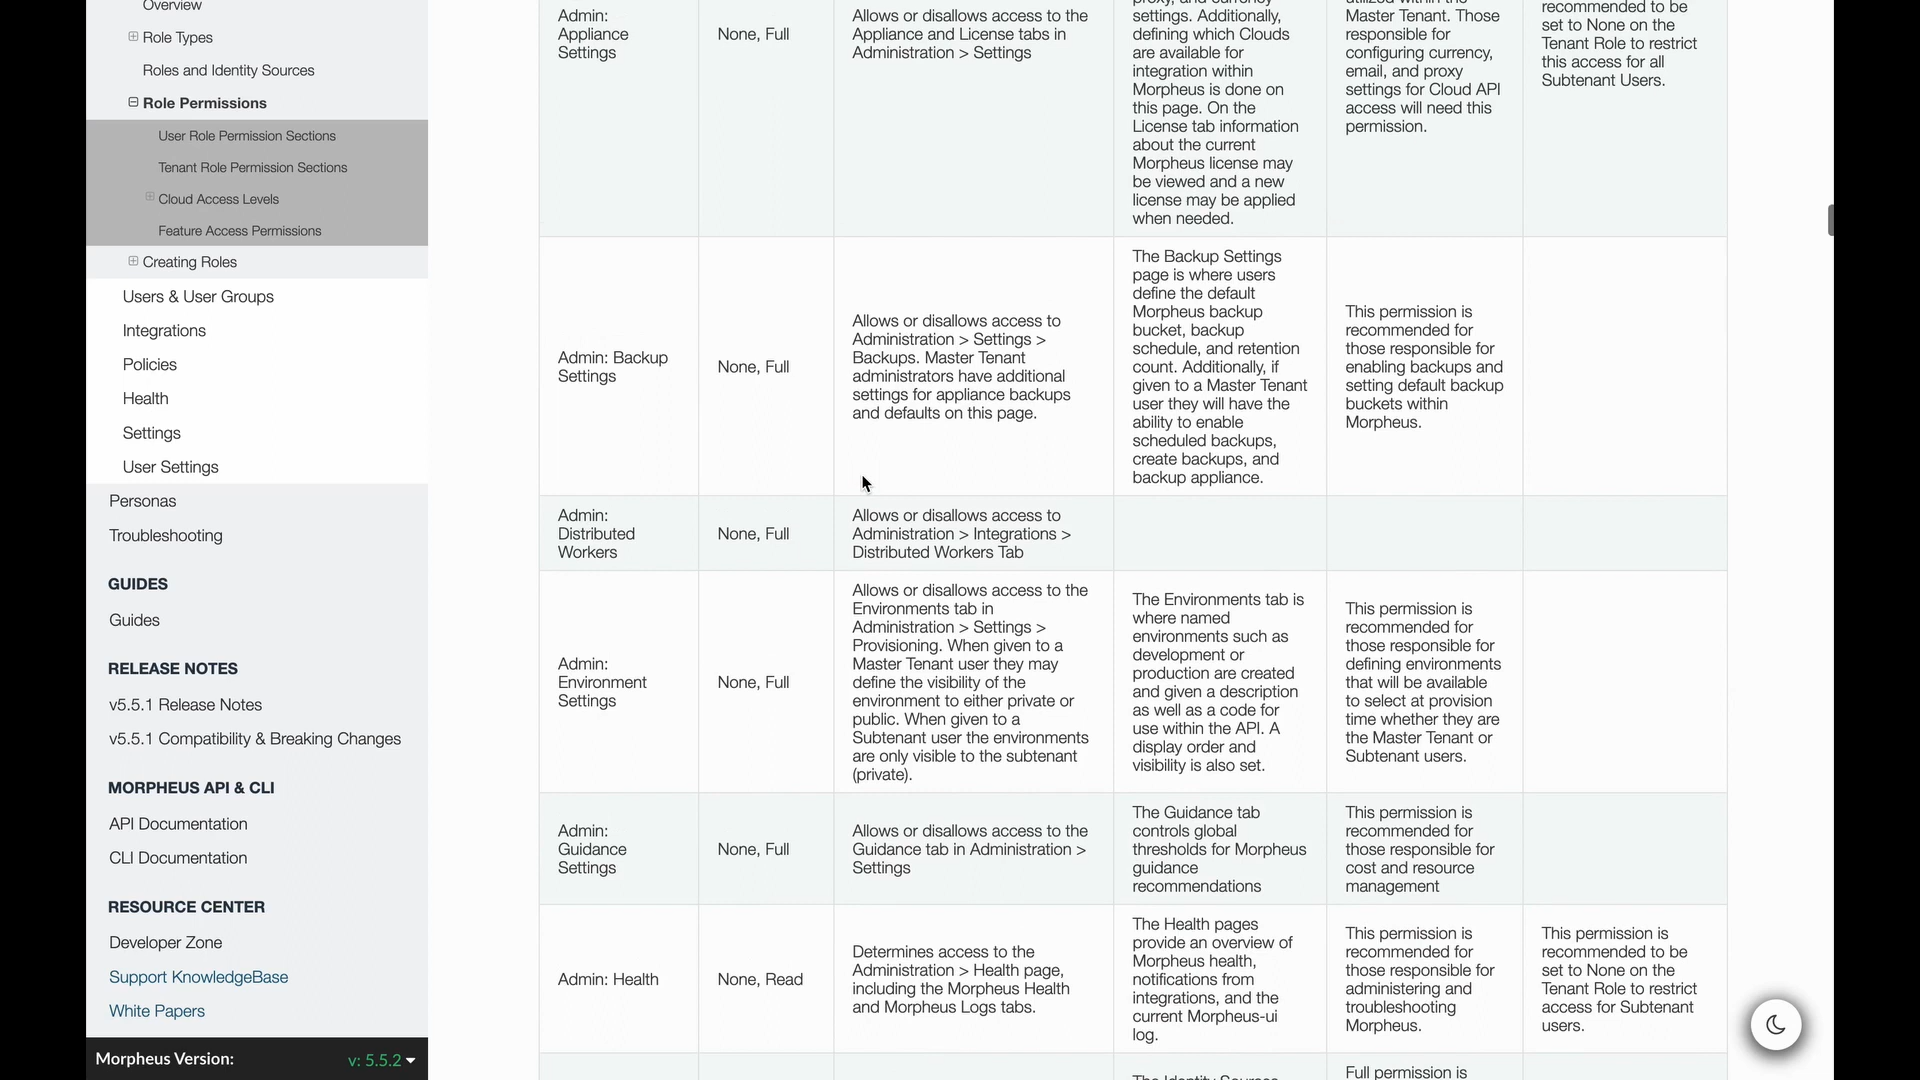 Overview
Role Types
Roles and Identity Sources
Role Permissions
User Role Permission Sections
Tenant Role Permission Sections
Cloud Access Levels
Feature Access Permissions
Creating Roles
Users & User Groups
Integrations
Policies
Health
Settings
User Settings
Personas
Troubleshooting
GUIDES
Guides
RELEASE NOTES
v5.5.1 Release Notes
v5.5.1 Compatibility & Breaking Changes
MORPHEUS API & CLI
API Documentation
CLI Documentation
RESOURCE CENTER
Developer Zone
Support KnowledgeBase
White Papers
Morpheus Version:
v: 5.5.2
Admin:
Appliance
Settings
None, Full
Allows or disallows access to the
Appliance and License tabs in
Administration > Settings
proxy, and currency
settings. Additionally,
defining which Clouds
are available for
integration within
Morpheus is done on
this page. On the
License tab information
about the current
Morpheus license may
be viewed and a new
license may be applied
when needed.
utilized within the
Master Tenant. Those
responsible for
configuring currency,
email, and proxy
settings for Cloud API
access will need this
permission.
recommended to be
set to None on the
Tenant Role to restrict
this access for all
Subtenant Users.
Admin: Backup
Settings
None, Full
Allows or disallows access to
Administration > Settings >
Backups. Master Tenant
administrators have additional
settings for appliance backups
and defaults on this page.
The Backup Settings
page is where users
define the default
Morpheus backup
bucket, backup
schedule, and retention
count. Additionally, if
given to a Master Tenant
user they will have the
ability to enable
scheduled backups,
create backups, and
backup appliance.
This permission is
recommended for
those responsible for
enabling backups and
setting default backup
buckets within
Morpheus.
Admin:
Distributed
Workers
None, Full
Allows or disallows access to
Administration > Integrations >
Distributed Workers Tab
Admin:
Environment
Settings
None, Full
Allows or disallows access to the
Environments tab in
Administration > Settings >
Provisioning. When given to a
Master Tenant user they may
define the visibility of the
environment to either private or
public. When given to a
Subtenant user the environments
are only visible to the subtenant
(private).
The Environments tab is
where named
environments such as
development or
production are created
and given a description
as well as a code for
use within the API. A
display order and
visibility is also set.
This permission is
recommended for
those responsible for
defining environments
that will be available
to select at provision
time whether they are
the Master Tenant or
Subtenant users.
Admin:
Guidance
Settings
None, Full
Allows or disallows access to the
Guidance tab in Administration >
Settings
The Guidance tab
controls global
thresholds for Morpheus
guidance
recommendations
This permission is
recommended for
those responsible for
cost and resource
management
Admin: Health
None, Read
Determines access to the
Administration > Health page,
including the Morpheus Health
and Morpheus Logs tabs.
The Health pages
provide an overview of
Morpheus health,
notifications from
integrations, and the
current Morpheus-ui
log.
This permission is
recommended for
those responsible for
administering and
troubleshooting
Morpheus.
This permission is
recommended to be
set to None on the
Tenant Role to restrict
access for Subtenant
users.
The Identity Sources
Full permission is